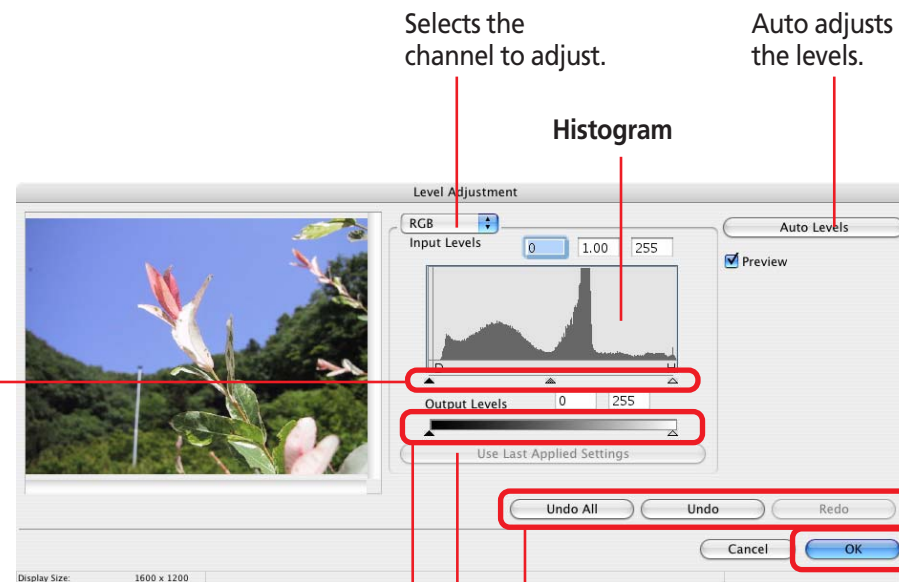 Selects the
channel to adjust.
Auto adjusts
the levels.
Histogram
Level Adjustment
RGB
Auto Levels
Input Levels 0 1.00 255
Preview
Output Levels 0 255
Use Last Applied Settings
Undo All Undo Redo
Cancel OK
Display Size: 1600 x 1200